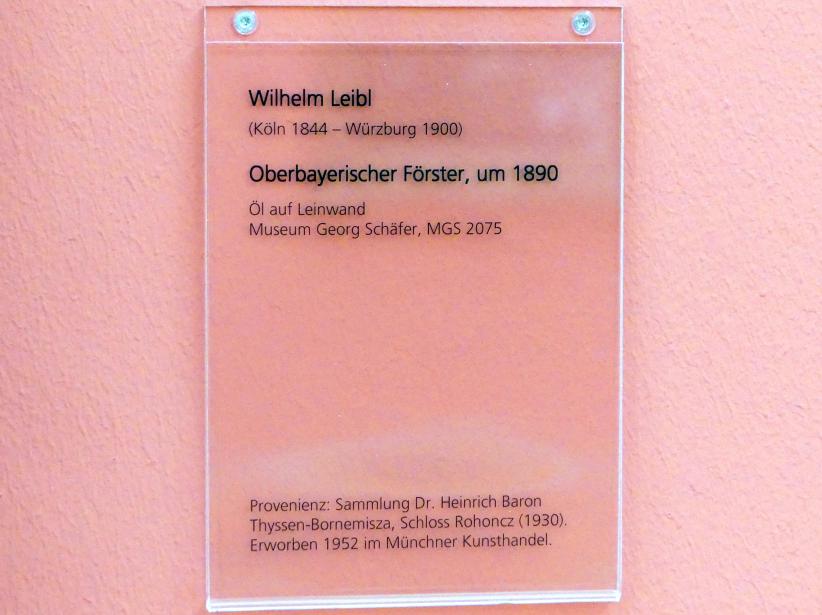 Wilhelm Leibl
(Köln 1844 – Würzburg 1900)
Oberbayerischer Förster, um 1890
Öl auf Leinwand
Museum Georg Schäfer, MGS 2075
Provenienz: Sammlung Dr. Heinrich Baron
Thyssen-Bornemisza, Schloss Rohoncz (1930).
Erworben 1952 im Münchner Kunsthandel.